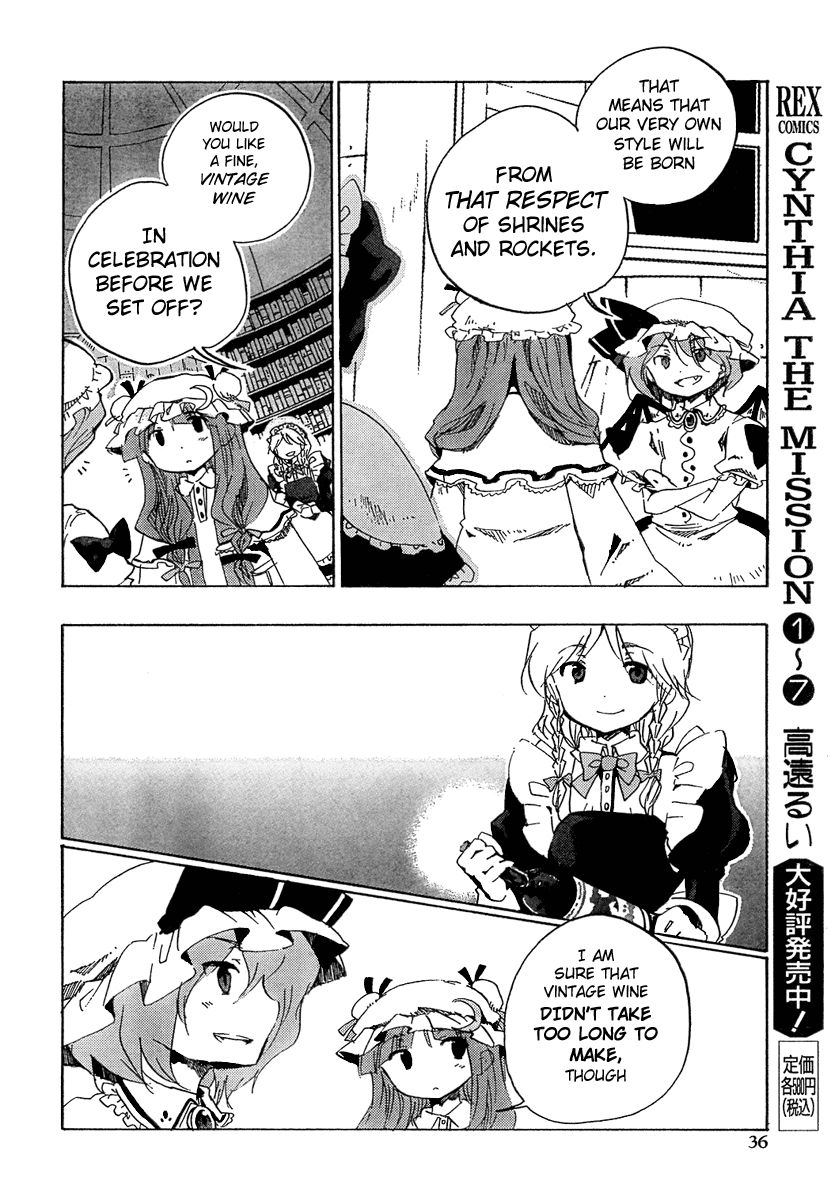 THAT
MEANS THAT
OUR VERY OWN
STYLE WILL
BE BORN
FROM
THAT RESPECT
OF SHRINES
AND ROCKETS.
WOULD
YOU LIKE
A FINE,
VINTAGE
WINE
IN
CELEBRATION
BEFORE WE
SET OFF?
I AM
SURE THAT
VINTAGE WINE
DIDN'T TAKE
TOO LONG TO
MAKE,
THOUGH
REX
COMICS
CYNTHIA THE MISSION ❶~❼ 高遠るい 大好評発売中!
定価
各580円
(税込)
36